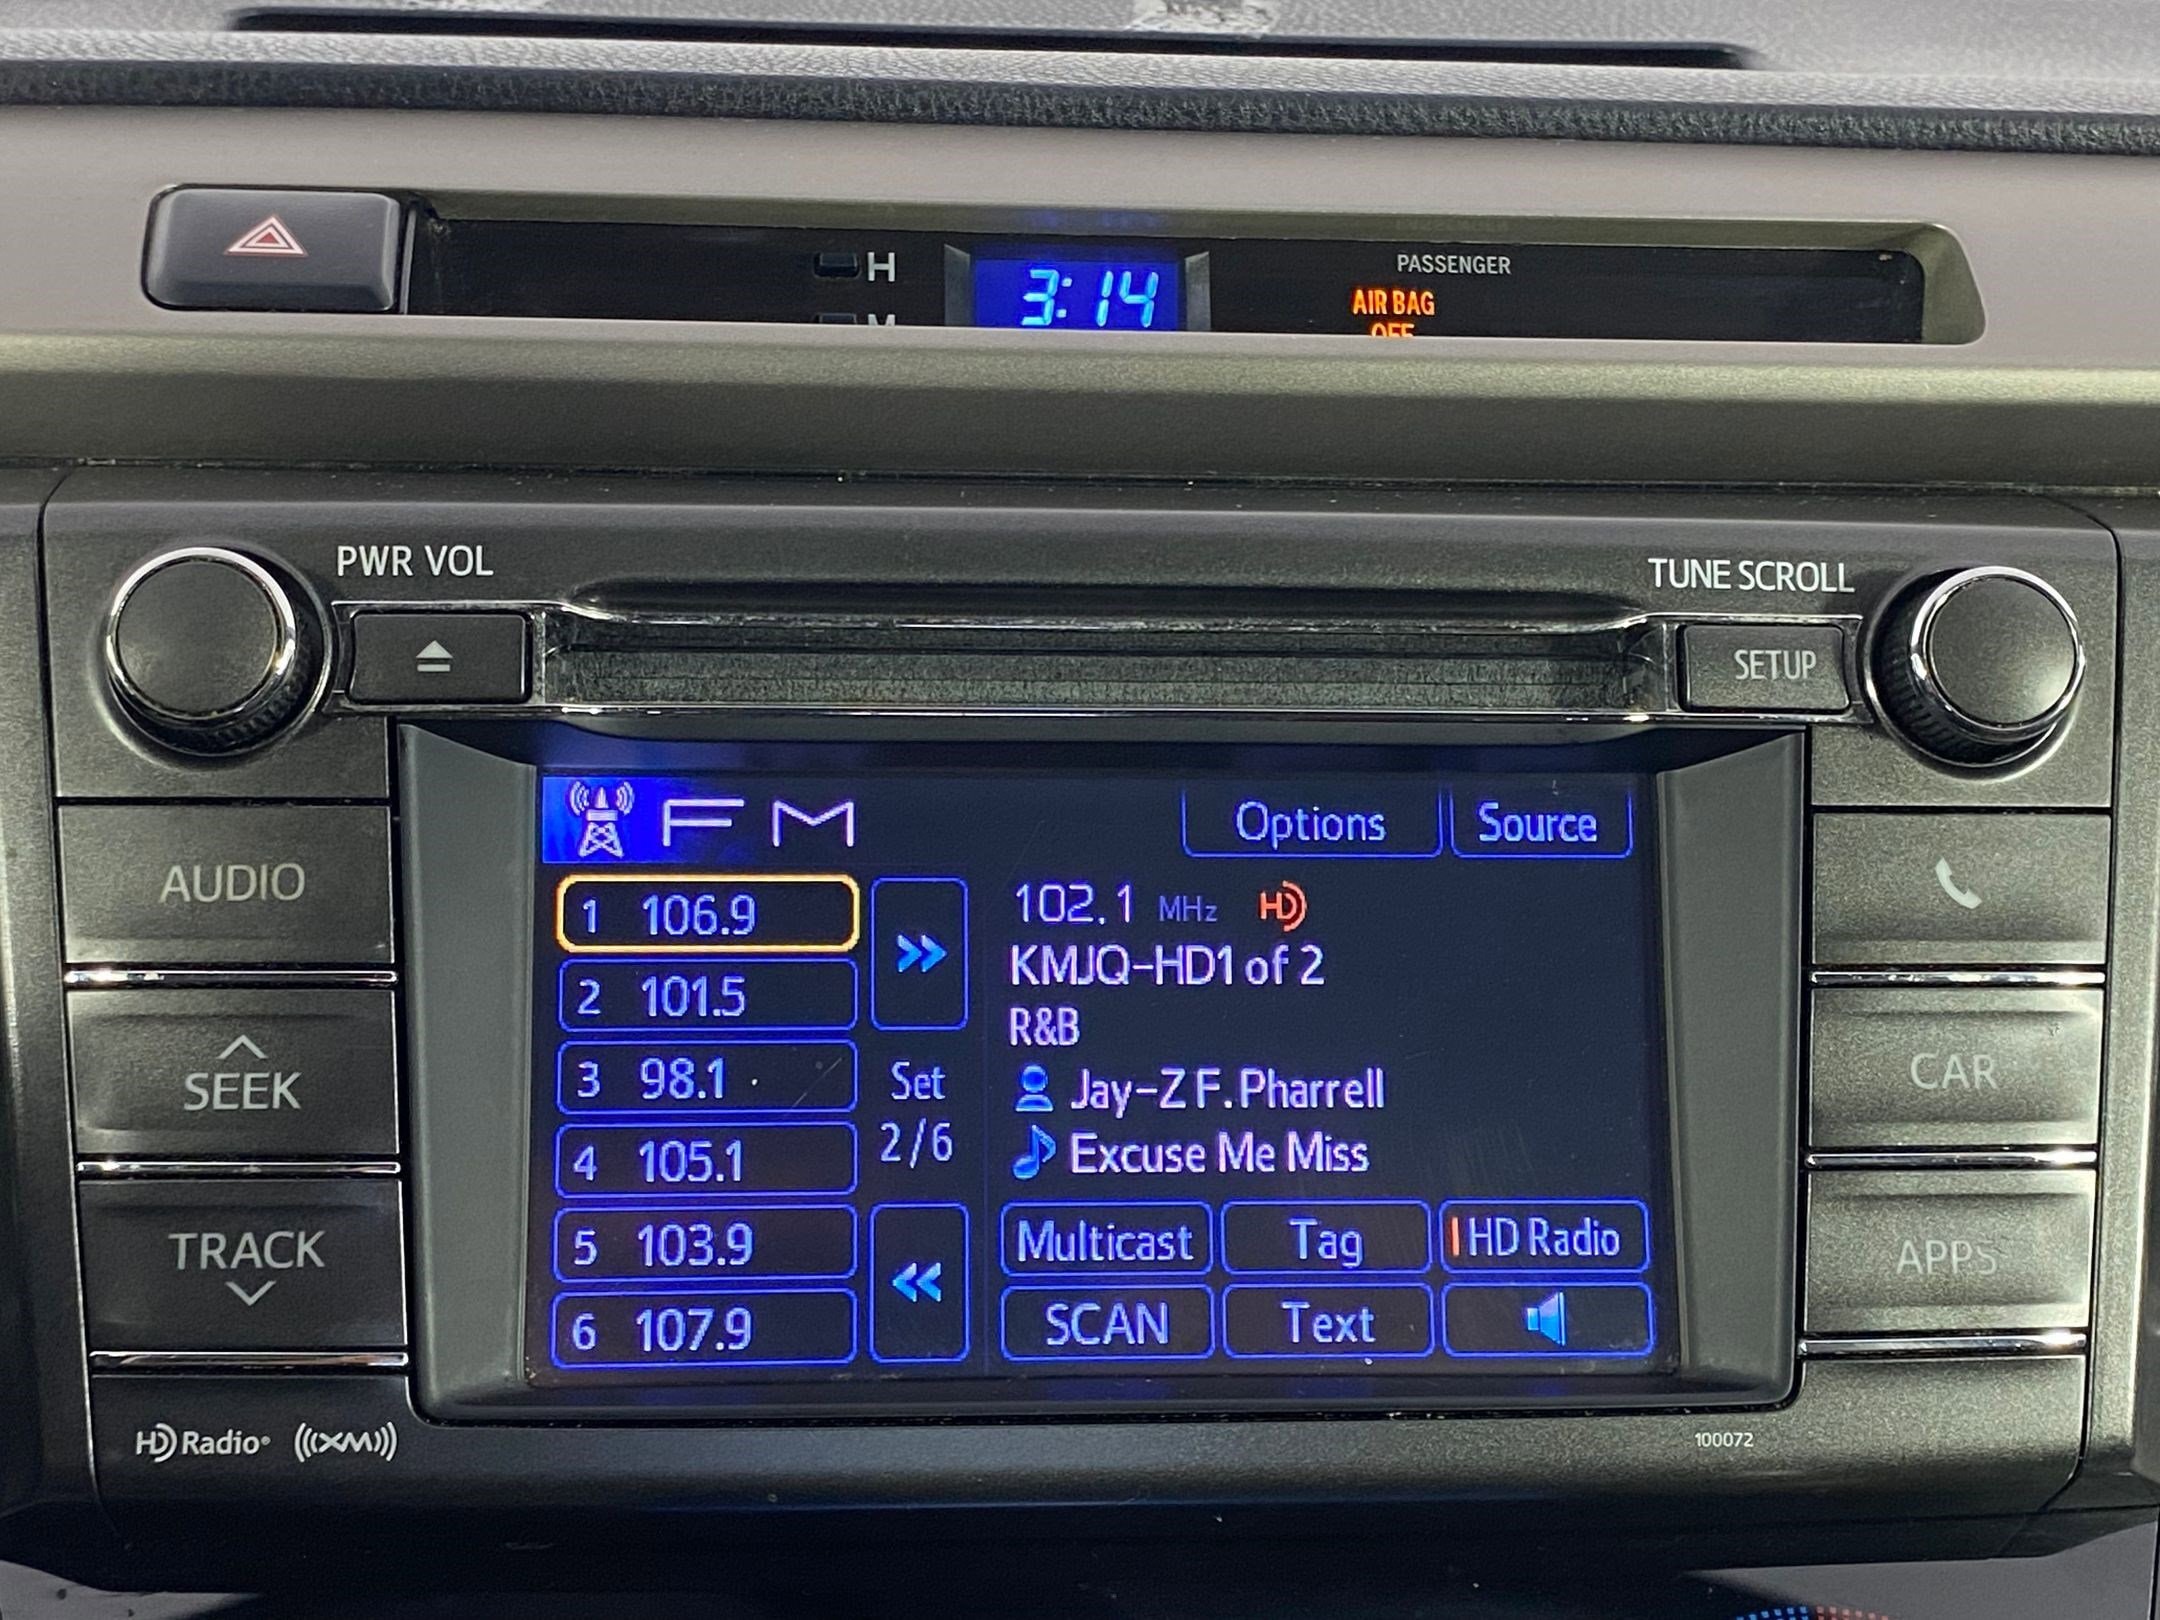 H
3:14
PASSENGER
AIR BAG
OFF
M
PWR VOL
TUNE SCROLL
SETUP
FM
Options
Source
AUDIO
1 106.9
102.1 MHz HD
KMJQ-HD1 of 2
2 101.5
R&B
3 98.1
Set
Jay-Z F. Pharrell
SEEK
CAR
4 105.1
2/6
Excuse Me Miss
5 103.9
Multicast
Tag
HD Radio
TRACK
APPS
6 107.9
SCAN
Text
HD Radio®
((XM))
100072